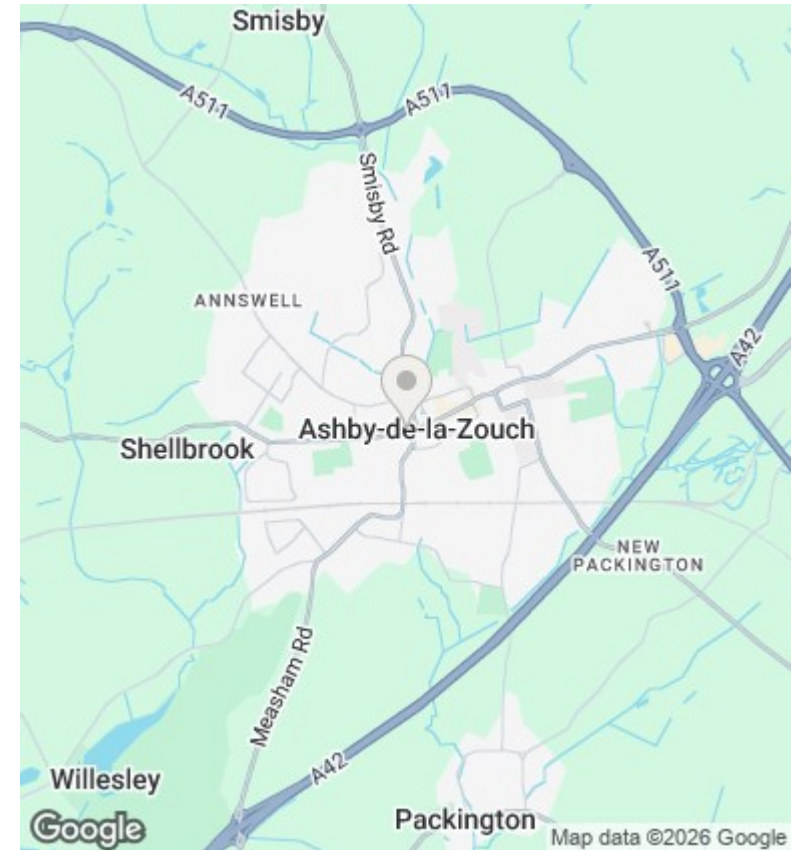 Smisby
A511
A511
Smisby Rd
A511
ANNSWELL
A42
Ashby-de-la-Zouch
Shellbrook
NEW
PACKINGTON
Measham Rd
A42
Willesley
Packington
Google
Map data ©2026 Google